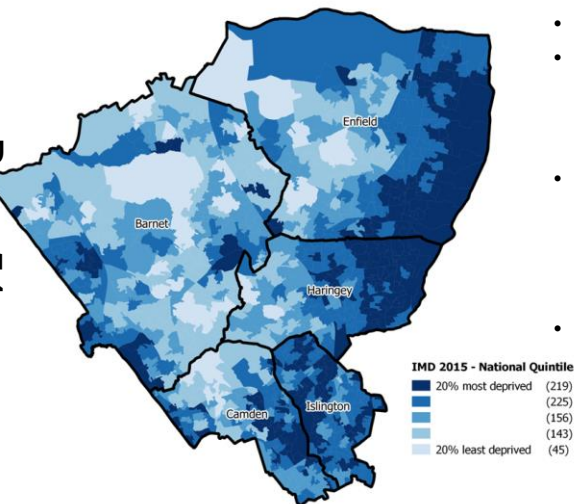 Enfield
Barnet
Haringey
Camden
Islington
IMD 2015 - National Quintile
20% most deprived (219)
(225)
(156)
(143)
20% least deprived (45)